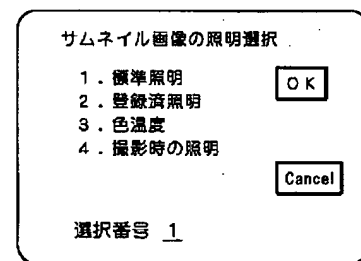 サムネイル画像の照明選択
1．標準照明
OK
2．登録済照明
3．色温度
4．撮影時の照明
Cancel
選択番号 1